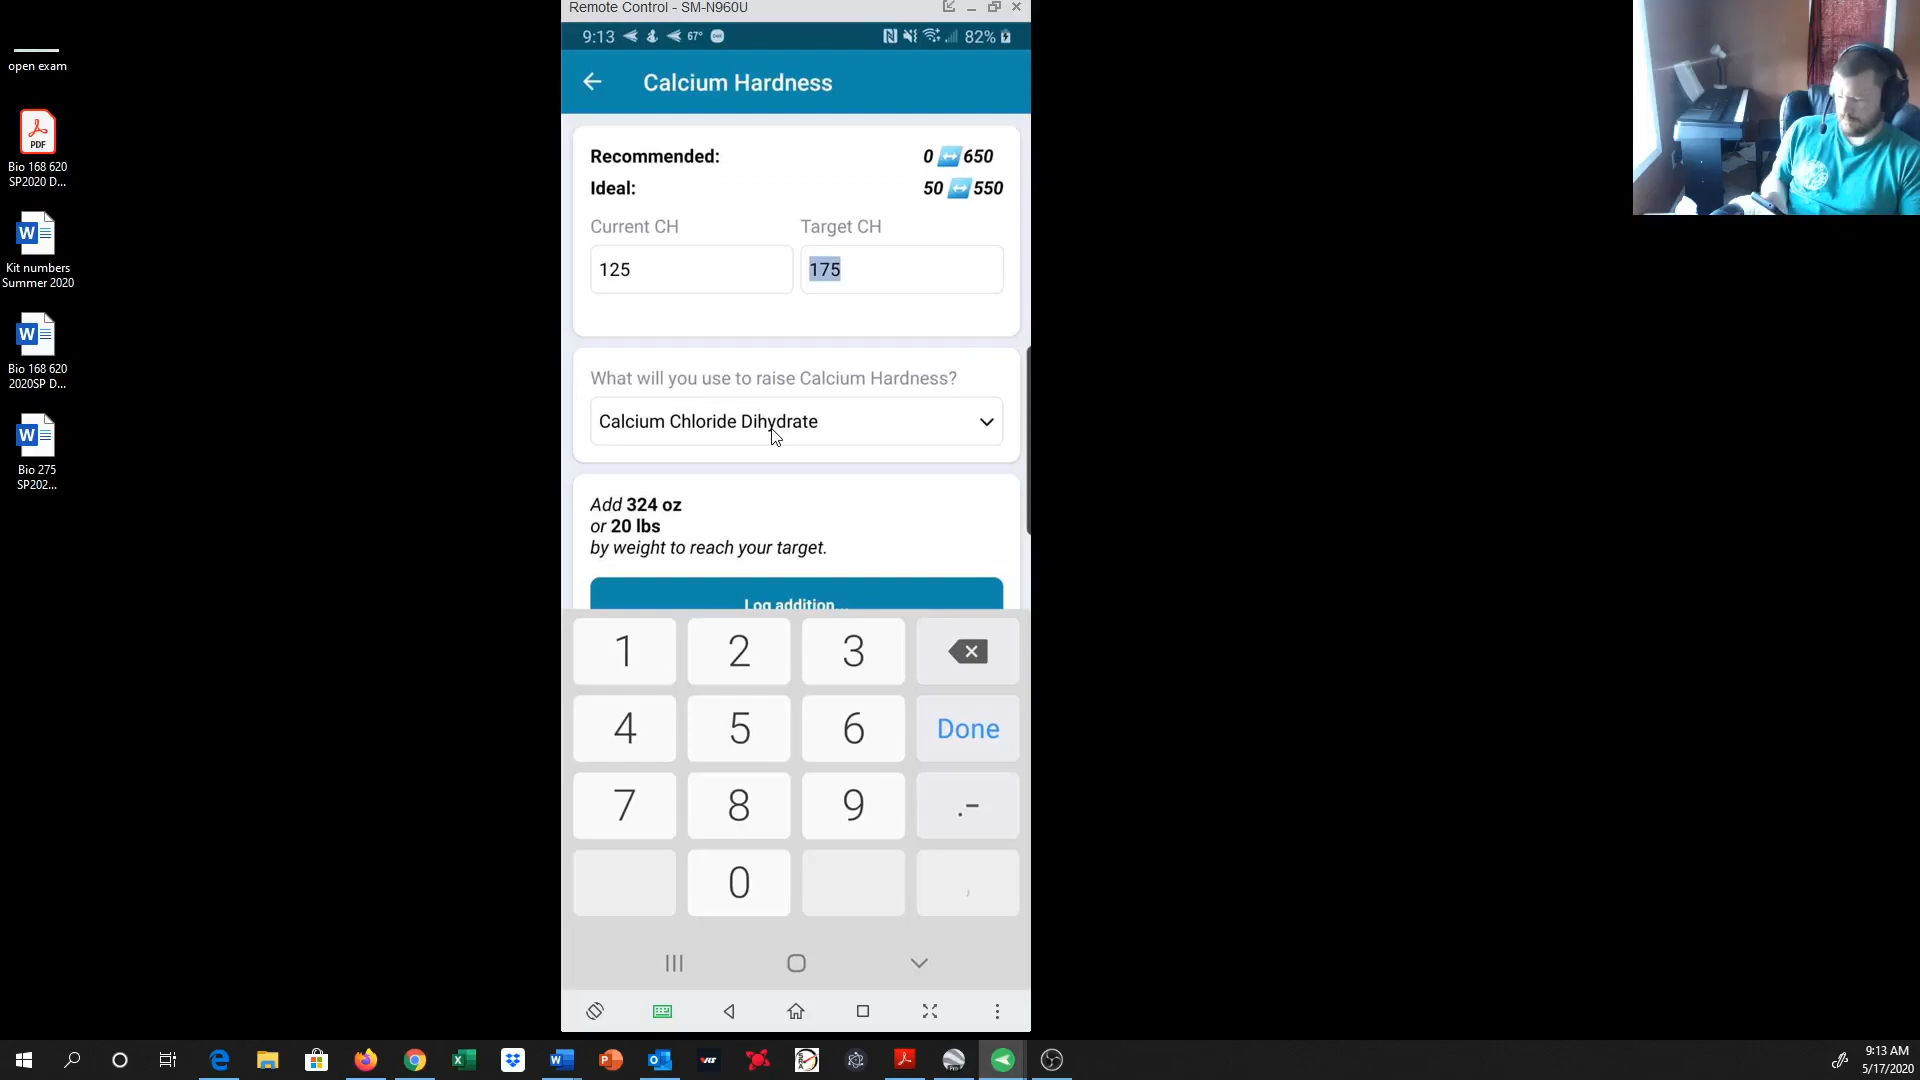 Remote Control - SM-N960U
9:13 67° 82%
Calcium Hardness
Recommended: 0 ↔ 650
Ideal: 50 ↔ 550
Current CH Target CH
125 175
What will you use to raise Calcium Hardness?
Calcium Chloride Dihydrate
Add 324 oz
or 20 lbs
by weight to reach your target.
Log addition...
1 2 3
4 5 6 Done
7 8 9 .-
0 ,
open exam
PDF
Bio 168 620
SP2020 D...
Kit numbers
Summer 2020
Bio 168 620
2020SP D...
Bio 275
SP202...
9:13 AM
5/17/2020